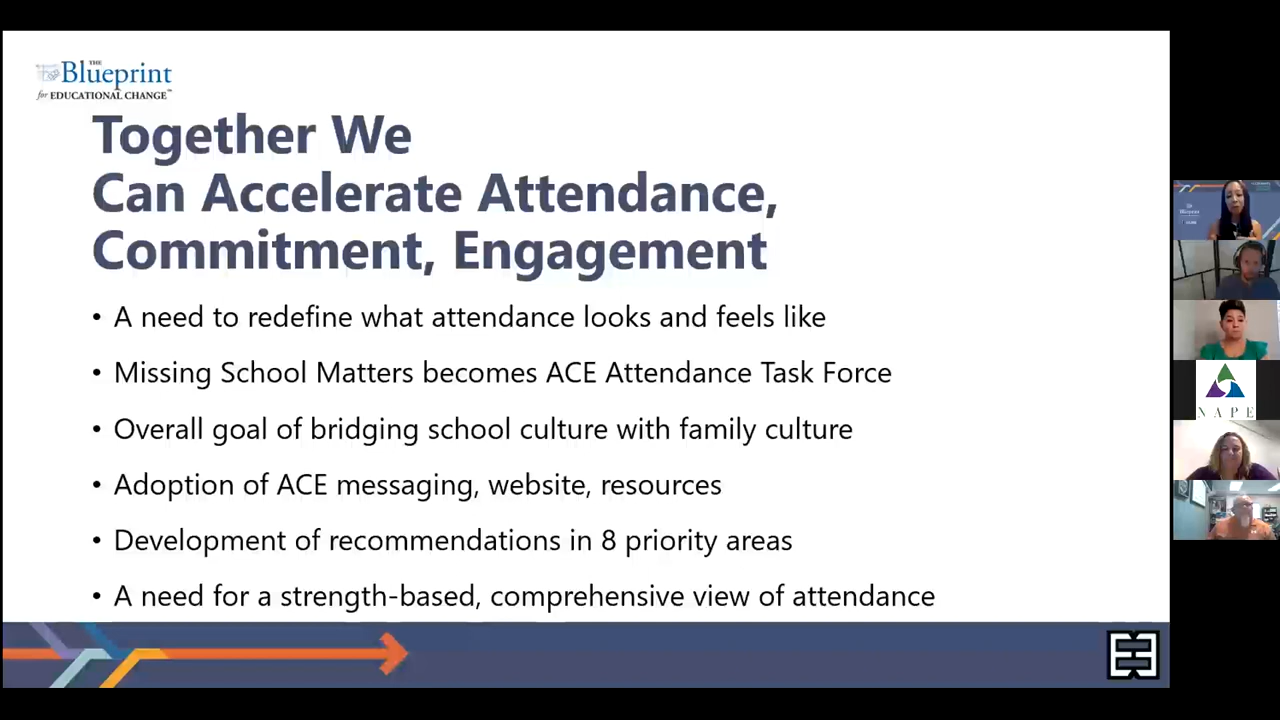 THE
Blueprint
for EDUCATIONAL CHANGE™
Together We
Can Accelerate Attendance,
Commitment, Engagement
• A need to redefine what attendance looks and feels like
• Missing School Matters becomes ACE Attendance Task Force
• Overall goal of bridging school culture with family culture
• Adoption of ACE messaging, website, resources
• Development of recommendations in 8 priority areas
• A need for a strength-based, comprehensive view of attendance
Blueprint
NAPE